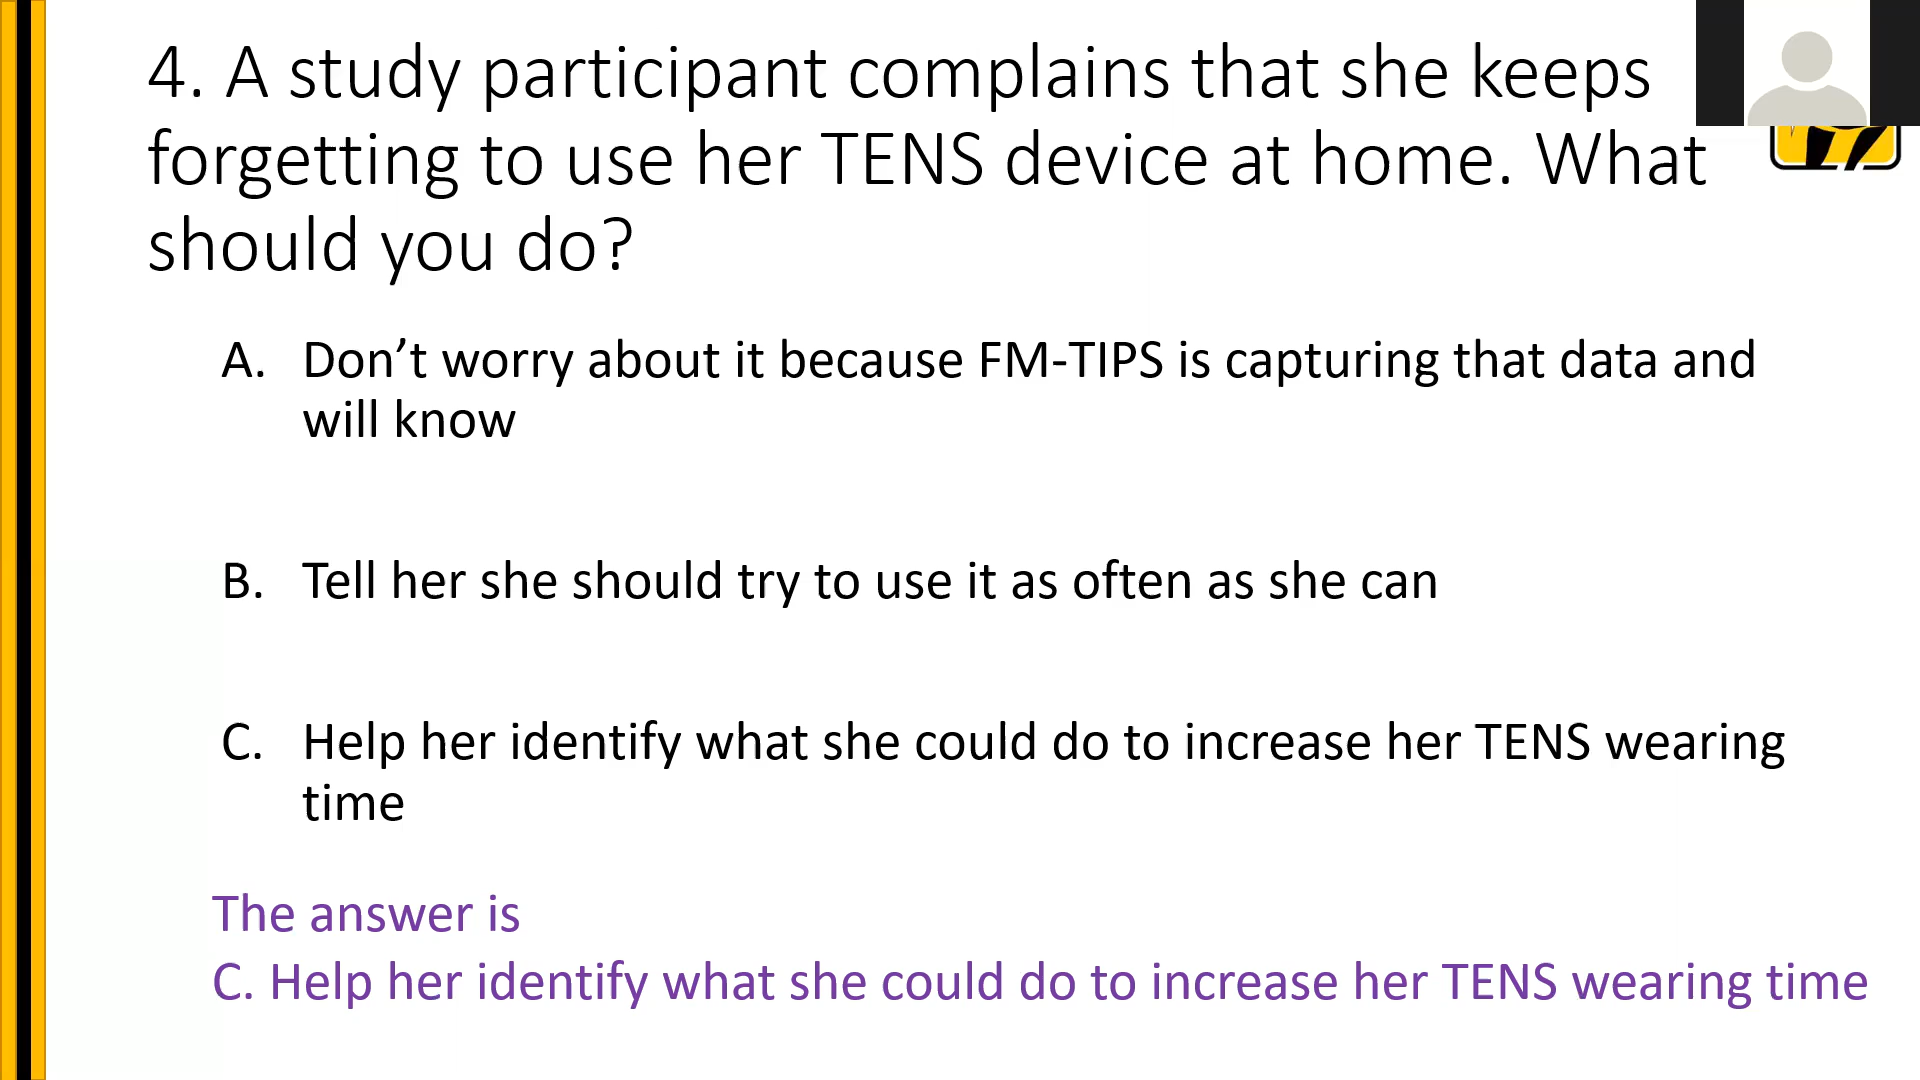 4. A study participant complains that she keeps
forgetting to use her TENS device at home. What
should you do?
A. Don’t worry about it because FM-TIPS is capturing that data and
will know
B. Tell her she should try to use it as often as she can
C. Help her identify what she could do to increase her TENS wearing
time
The answer is
C. Help her identify what she could do to increase her TENS wearing time